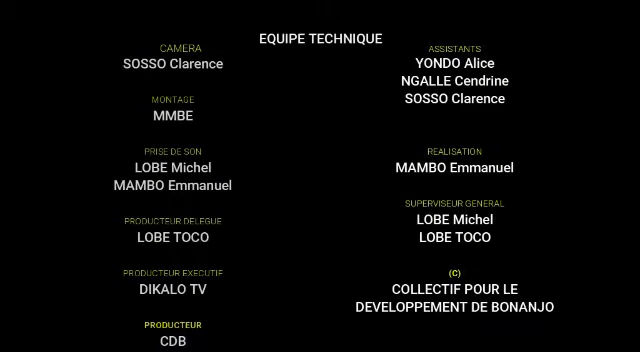 EQUIPE TECHNIQUE
CAMERA
SOSSO Clarence
MONTAGE
MMBE
PRISE DE SON
LOBE Michel
MAMBO Emmanuel
PRODUCTEUR DELEGUE
LOBE TOCO
PRODUCTEUR EXECUTIF
DIKALO TV
PRODUCTEUR
CDB
ASSISTANTS
YONDO Alice
NGALLE Cendrine
SOSSO Clarence
REALISATION
MAMBO Emmanuel
SUPERVISEUR GENERAL
LOBE Michel
LOBE TOCO
(C)
COLLECTIF POUR LE
DEVELOPPEMENT DE BONANJO